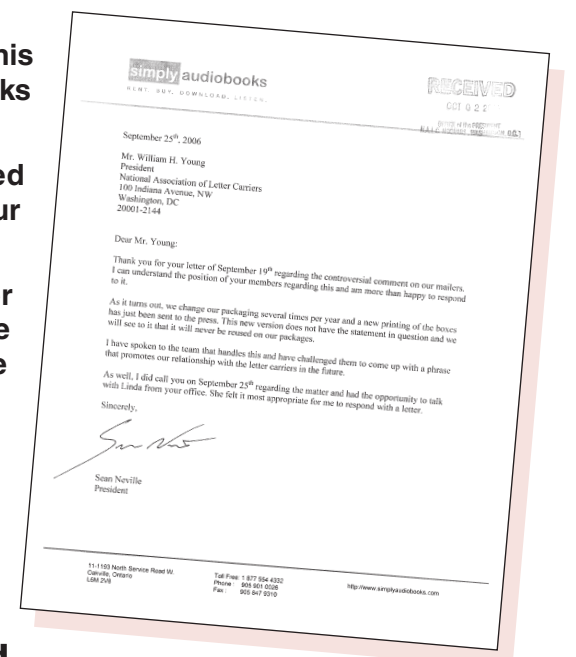 his
ks
ed
ur
r
e
e
d
simply audiobooks
RENT. BUY. DOWNLOAD. LISTEN.
RECEIVED
OCT 0 2 2
OFFICE of the PRESIDENT
N.A.L.C. WASHINGTON, D.C.
September 25th, 2006
Mr. William H. Young
President
National Association of Letter Carriers
100 Indiana Avenue, NW
Washington, DC
20001-2144
Dear Mr. Young:
Thank you for your letter of September 19th regarding the controversial comment on our mailers.
I can understand the position of your members regarding this and am more than happy to respond
to it.
As it turns out, we change our packaging several times per year and a new printing of the boxes
has just been sent to the press. This new version does not have the statement in question and we
will see to it that it will never be reused on our packages.
I have spoken to the team that handles this and have challenged them to come up with a phrase
that promotes our relationship with the letter carriers in the future.
As well, I did call you on September 25th regarding the matter and had the opportunity to talk
with Linda from your office. She felt it most appropriate for me to respond with a letter.
Sincerely,
Sean Neville
President
11-1193 North Service Road W.
Oakville, Ontario
L6M 2V8
Toll Free: 1 877 554 4332
Phone: 905 901 0026
Fax: 905 847 9310
http://www.simplyaudiobooks.com